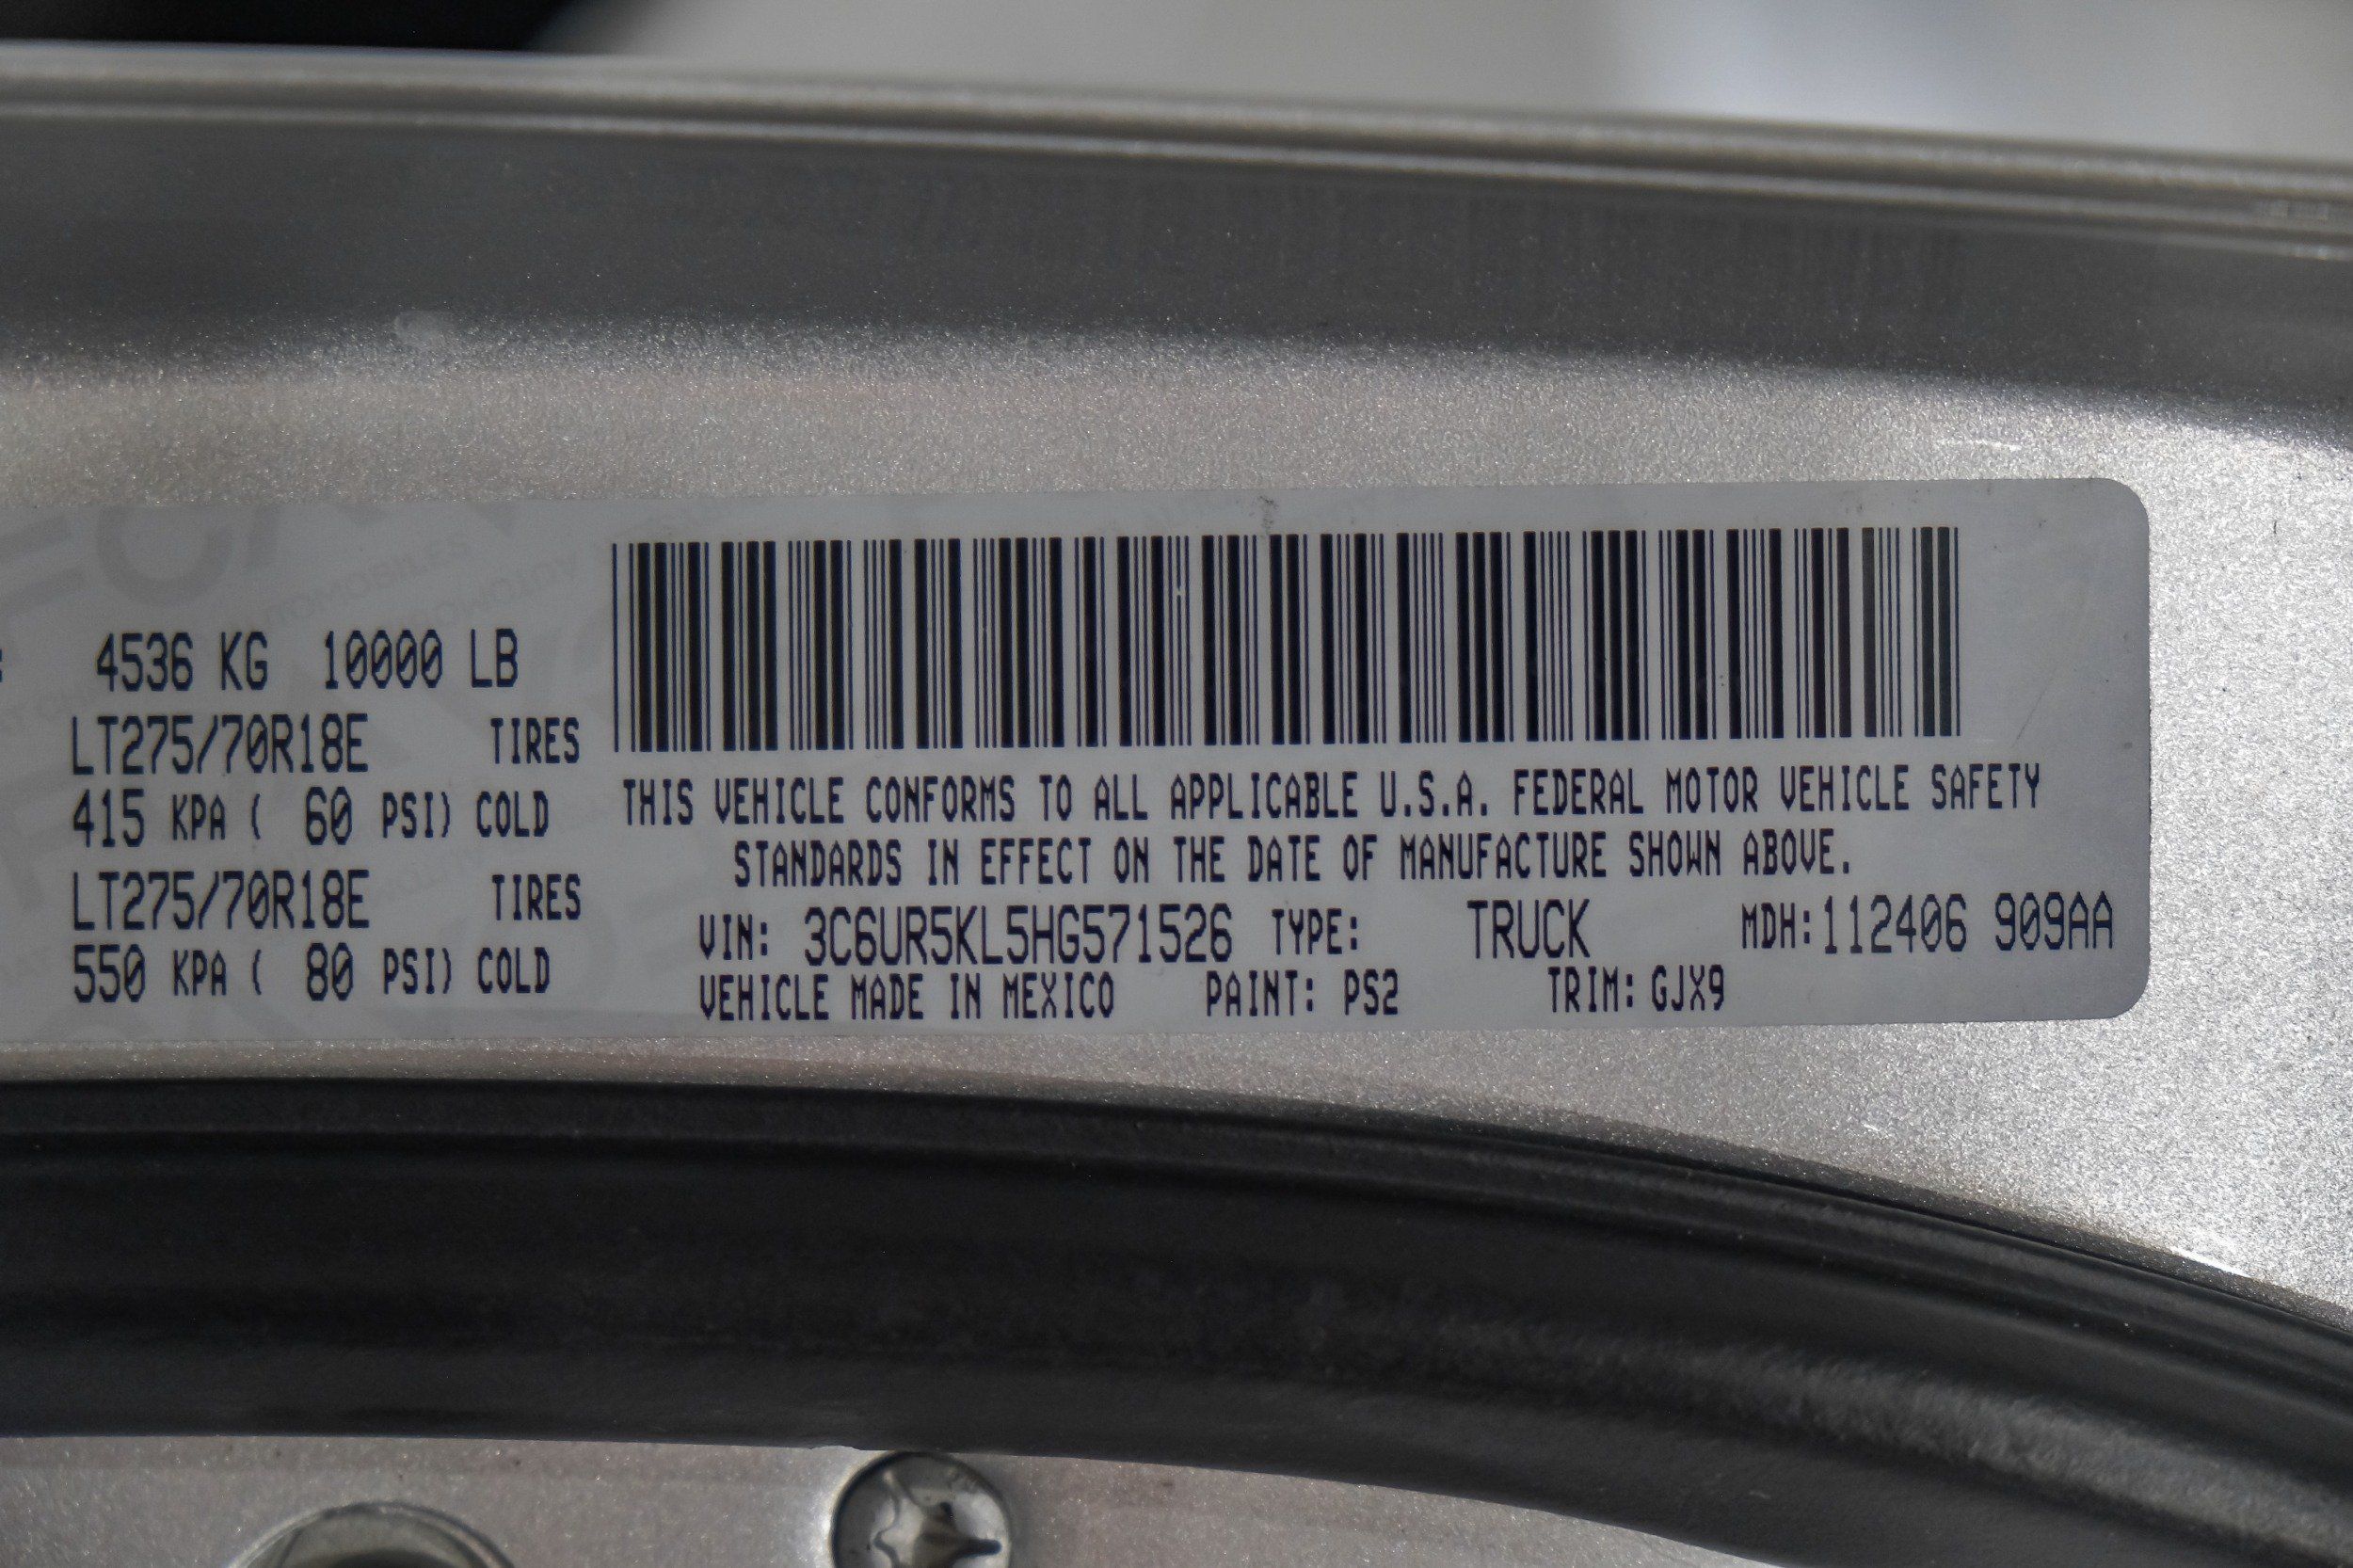 : 4536 KG 10000 LB
LT275/70R18E TIRES
415 KPA ( 60 PSI) COLD
LT275/70R18E TIRES
550 KPA ( 80 PSI) COLD
THIS VEHICLE CONFORMS TO ALL APPLICABLE U.S.A. FEDERAL MOTOR VEHICLE SAFETY
STANDARDS IN EFFECT ON THE DATE OF MANUFACTURE SHOWN ABOVE.
VIN: 3C6UR5KL5HG571526 TYPE: TRUCK MDH:112406 909AA
VEHICLE MADE IN MEXICO PAINT: PS2 TRIM: GJX9